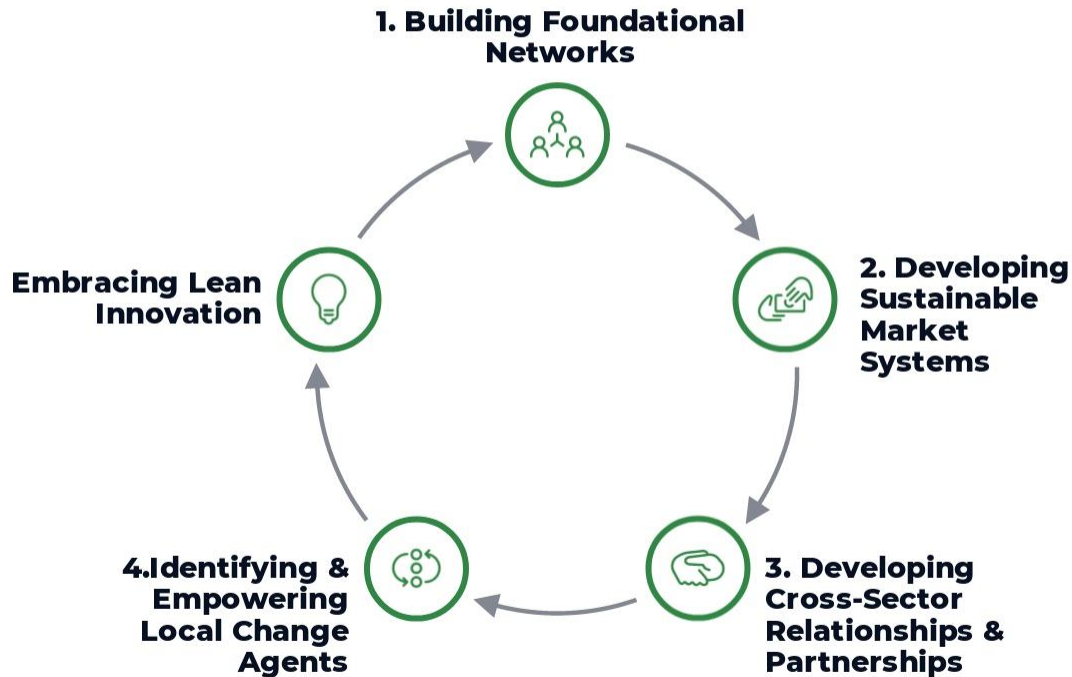 1. Building Foundational
Networks
2. Developing
Sustainable
Market
Systems
3. Developing
Cross-Sector
Relationships &
Partnerships
4.Identifying &
Empowering
Local Change
Agents
Embracing Lean
Innovation